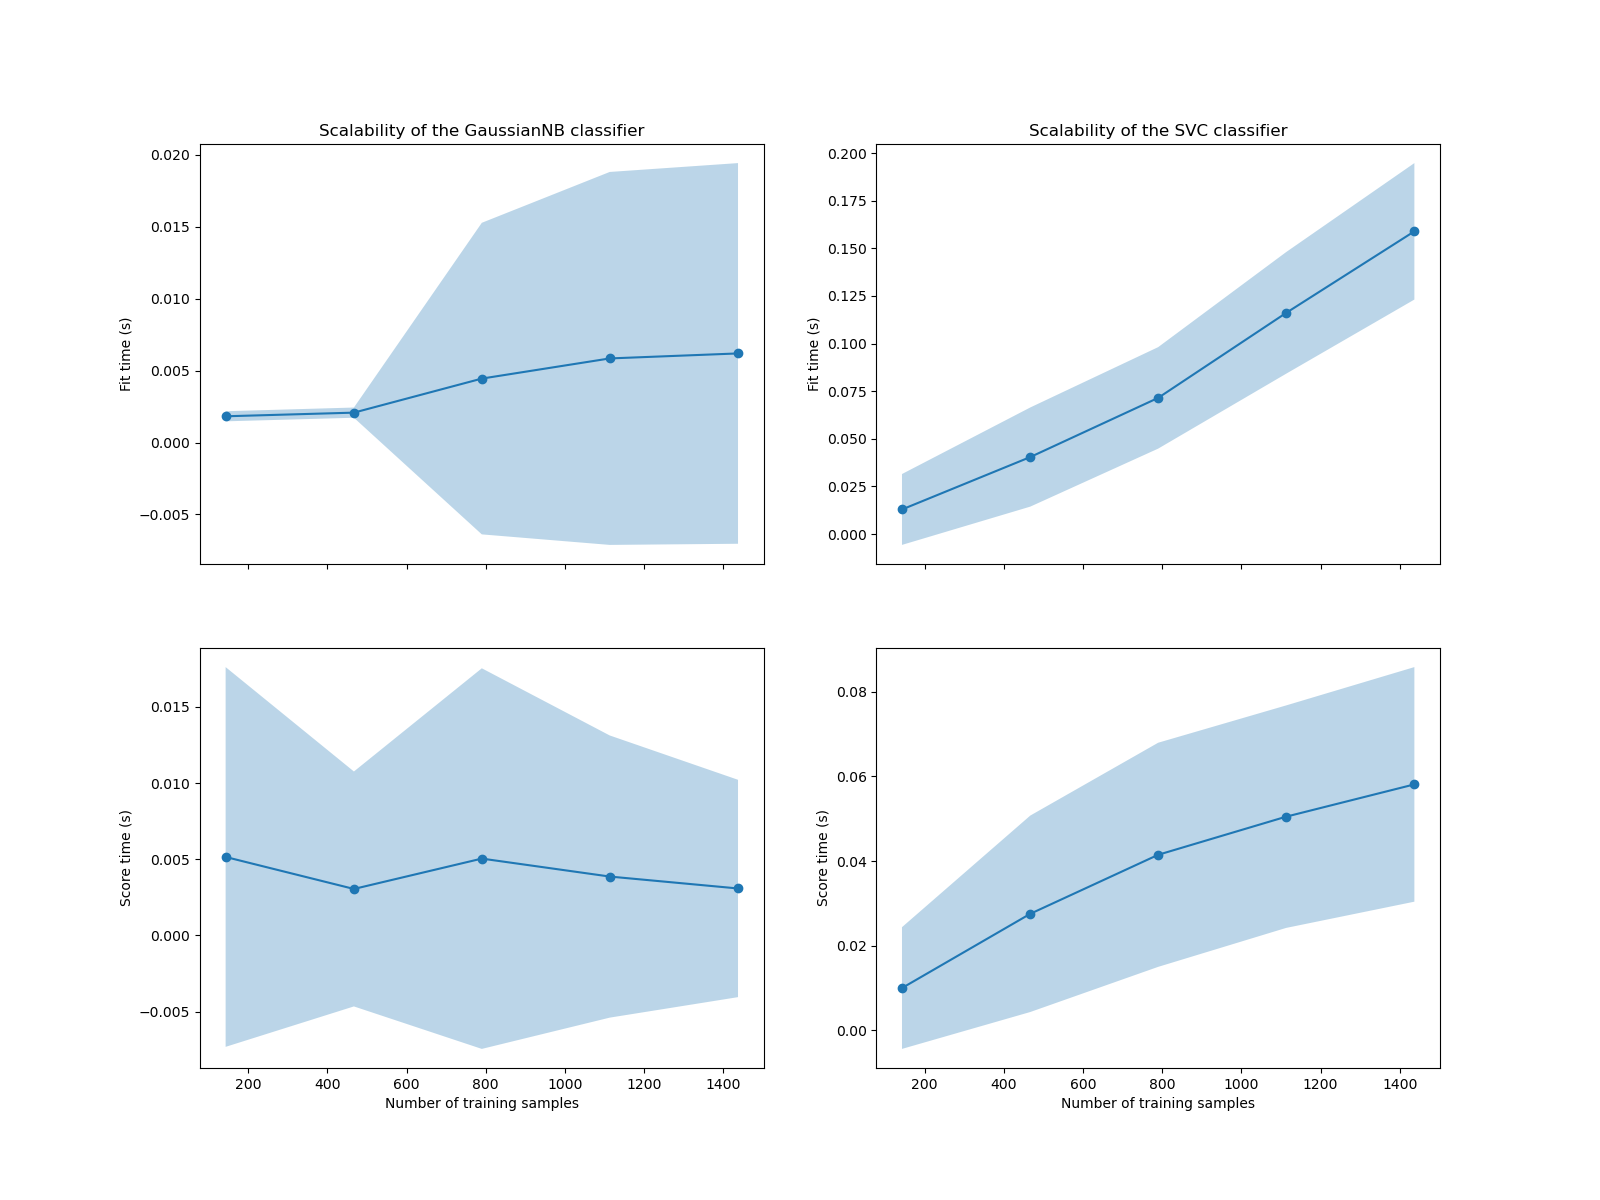 Scalability of the GaussianNB classifier
0.020
0.015
0.010
0.005
0.000
−0.005
Fit time (s)
Scalability of the SVC classifier
0.200
0.175
0.150
0.125
0.100
0.075
0.050
0.025
0.000
Fit time (s)
0.015
0.010
0.005
0.000
−0.005
Score time (s)
200 400 600 800 1000 1200 1400
Number of training samples
0.08
0.06
0.04
0.02
0.00
Score time (s)
200 400 600 800 1000 1200 1400
Number of training samples